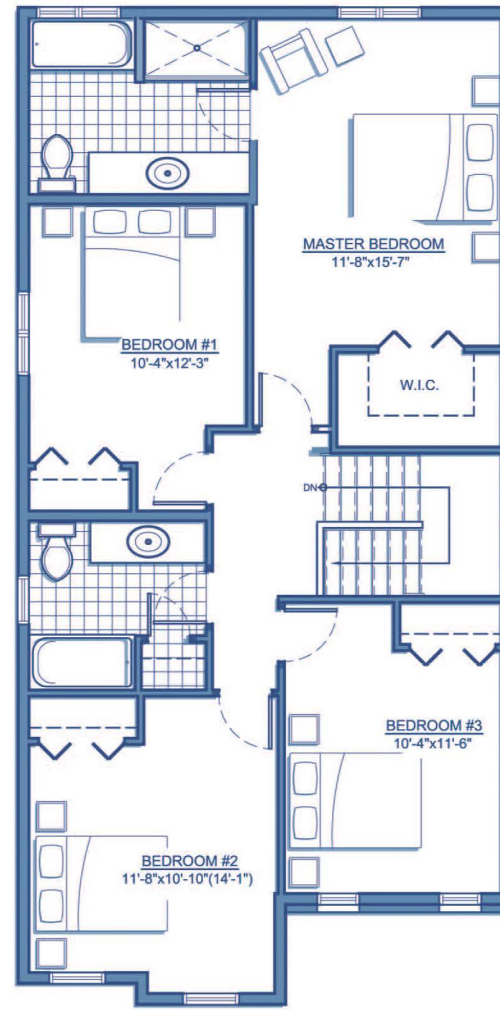 MASTER BEDROOM
11'-8"x15'-7"
BEDROOM #1
10'-4"x12'-3"
W.I.C.
DN
BEDROOM #3
10'-4"x11'-6"
BEDROOM #2
11'-8"x10'-10"(14'-1")